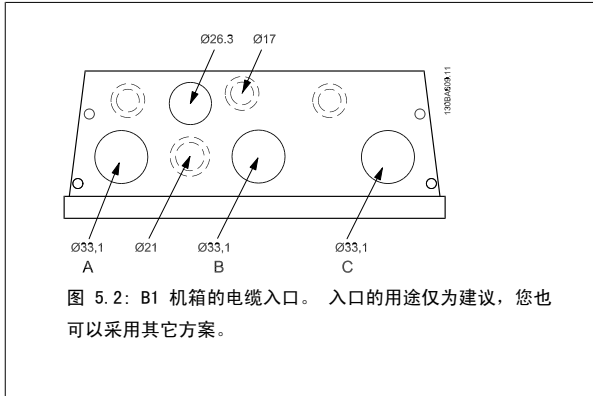 Ø26.3 Ø17
130BA609.11
Ø33,1 Ø21 Ø33,1 Ø33,1
A B C
图 5.2: B1 机箱的电缆入口。 入口的用途仅为建议，您也
可以采用其它方案。